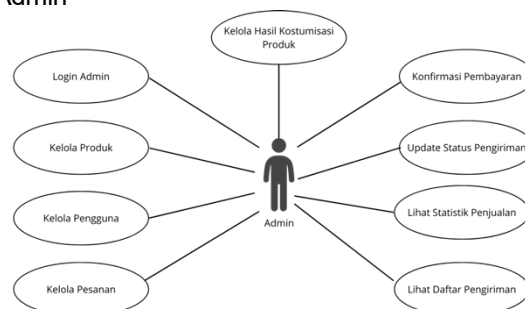 Admin
Kelola Hasil Kostumisasi
Produk
Login Admin
Konfirmasi Pembayaran
Kelola Produk
Update Status Pengiriman
Admin
Kelola Pengguna
Lihat Statistik Penjualan
Kelola Pesanan
Lihat Daftar Pengiriman